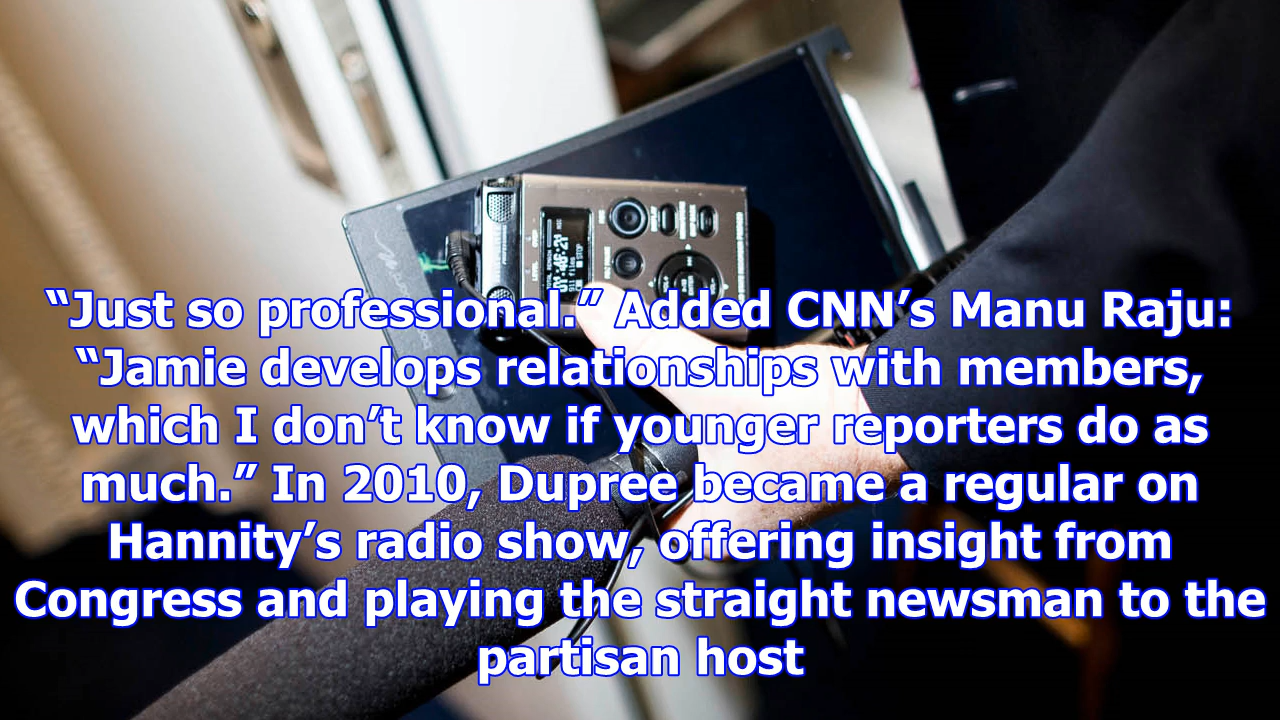 “Just so professional.” Added CNN’s Manu Raju:
“Jamie develops relationships with members,
which I don’t know if younger reporters do as
much.” In 2010, Dupree became a regular on
Hannity’s radio show, offering insight from
Congress and playing the straight newsman to the
partisan host